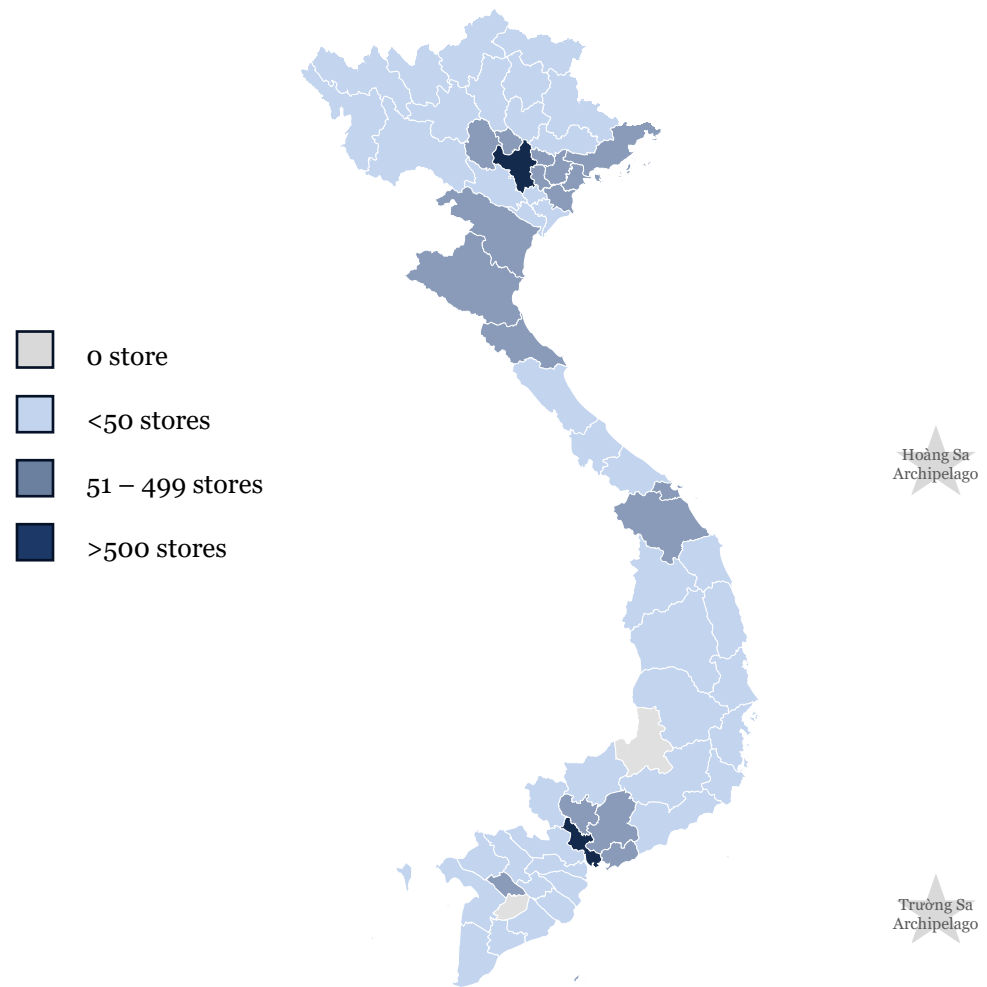 0 store
<50 stores
51 – 499 stores
>500 stores
Hoàng Sa
Archipelago
Trường Sa
Archipelago